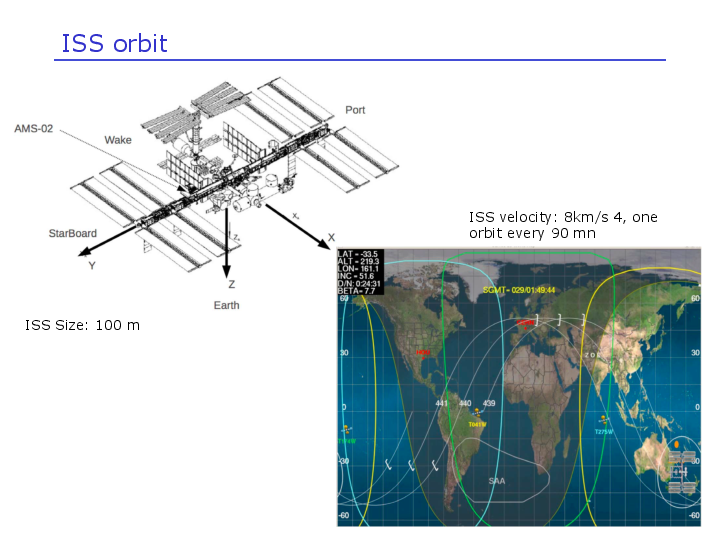 ISS orbit
Port
AMS-02
Wake
ISS velocity: 8km/s 4, one
orbit every 90 mn
StarBoard
X
Y
Z
Earth
ISS Size: 100 m
LAT = -33.5
ALT = 219.3
LON= 161.1
INC = 51.6
D/N: 0:24:31
BETA= 7.7
SGMT= 029/01:49:44
60
60
30
30
Z O E
441 440 439
0
0
T275W
-30
-30
SAA
-60
-60